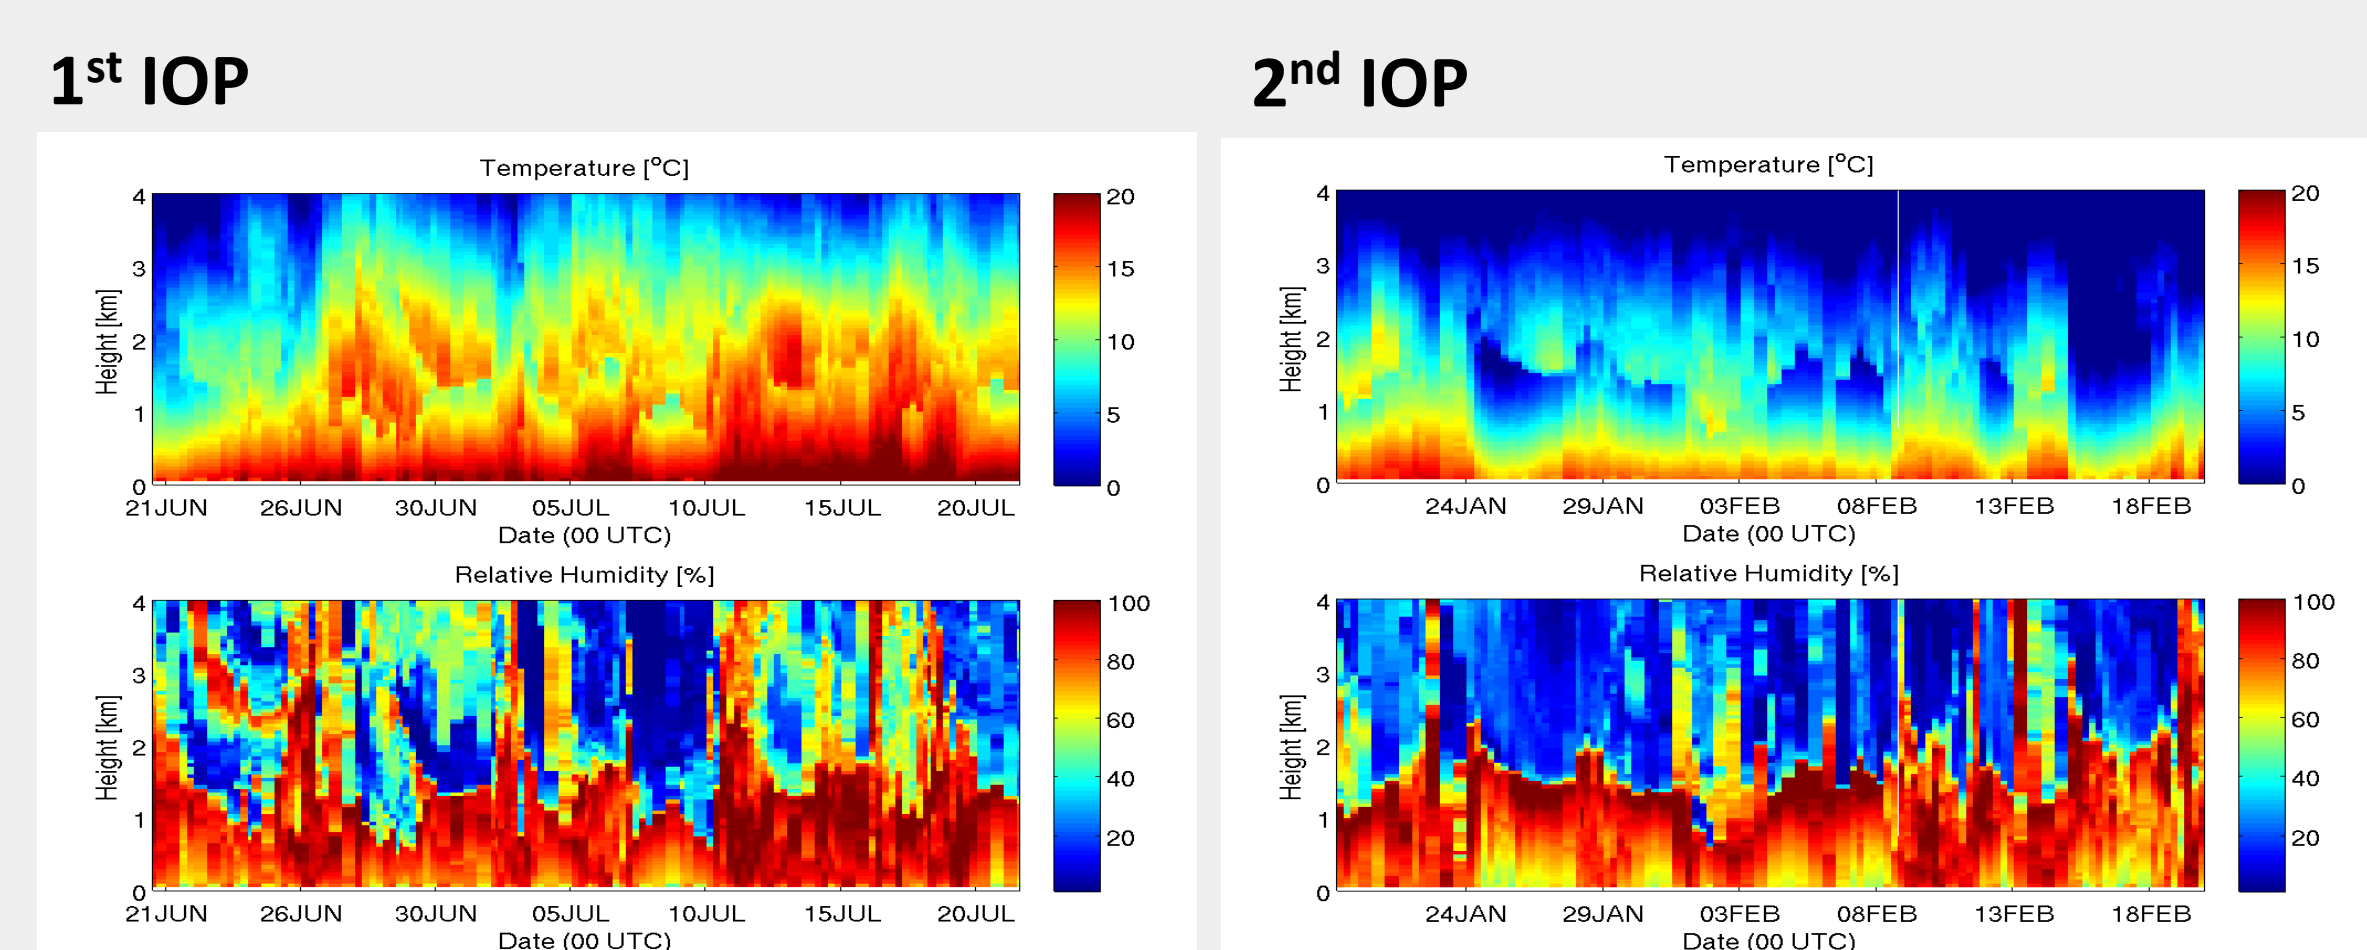 1st IOP
Temperature [°C]
4
3
2
1
0
Height [km]
21JUN 26JUN 30JUN 05JUL 10JUL 15JUL 20JUL
Date (00 UTC)
20
15
10
5
0
Relative Humidity [%]
4
3
2
1
0
Height [km]
21JUN 26JUN 30JUN 05JUL 10JUL 15JUL 20JUL
Date (00 UTC)
100
80
60
40
20
2nd IOP
Temperature [°C]
4
3
2
1
0
Height [km]
24JAN 29JAN 03FEB 08FEB 13FEB 18FEB
Date (00 UTC)
20
15
10
5
0
Relative Humidity [%]
4
3
2
1
0
Height [km]
24JAN 29JAN 03FEB 08FEB 13FEB 18FEB
Date (00 UTC)
100
80
60
40
20